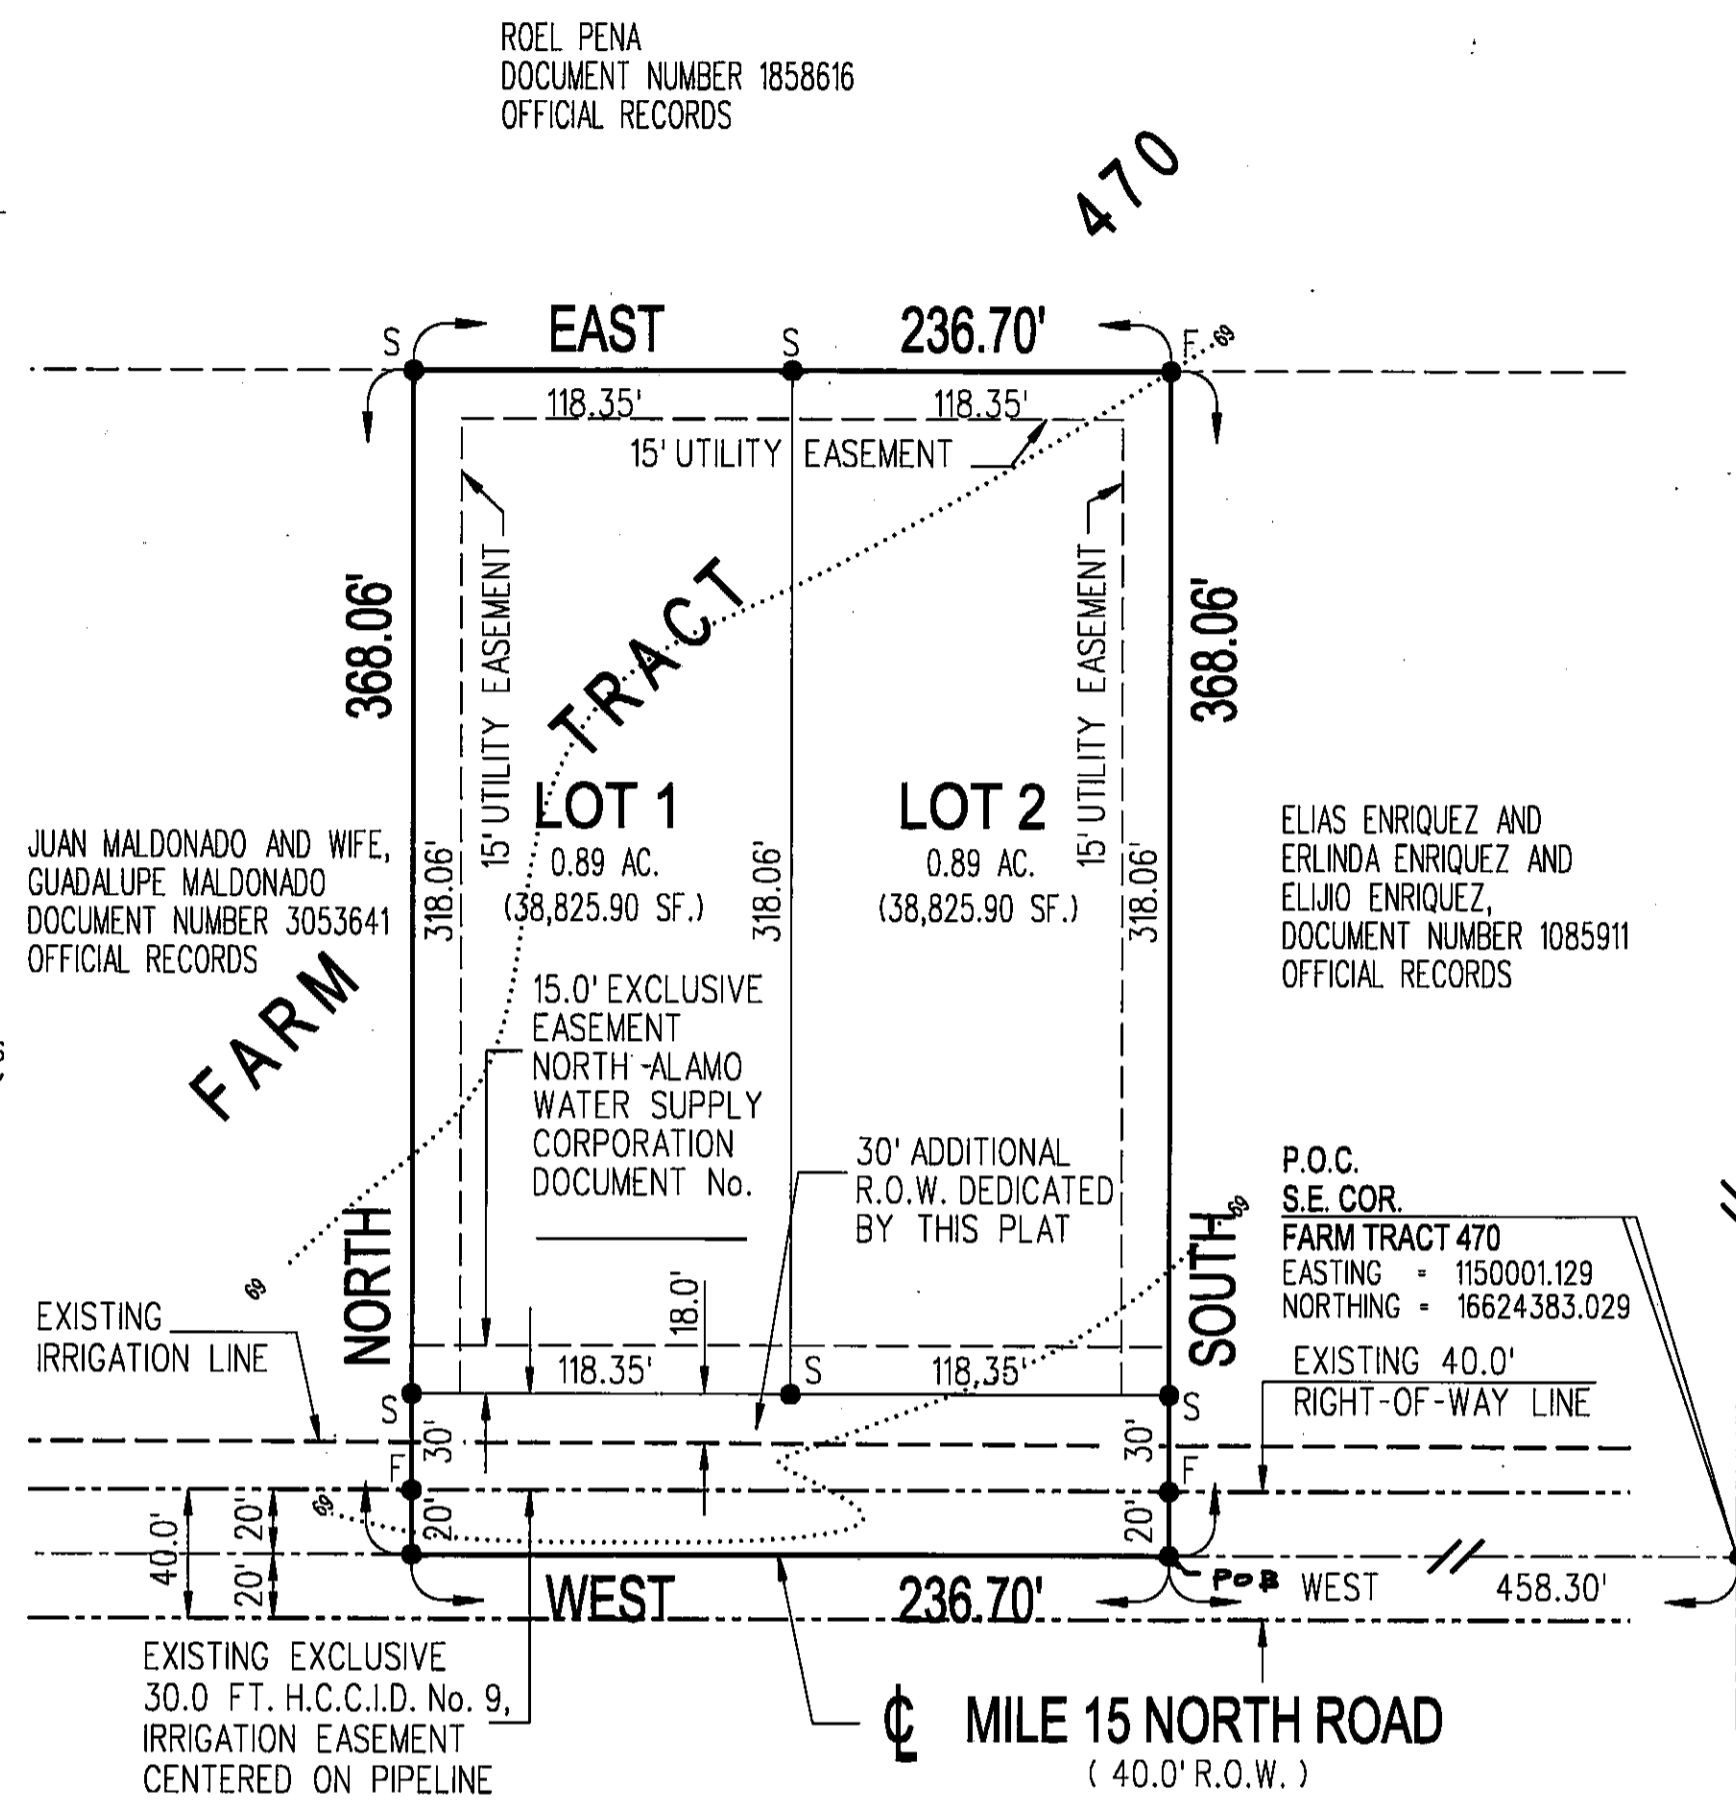 ROEL PENA
DOCUMENT NUMBER 1858616
OFFICIAL RECORDS
470
S
EAST
S
236.70'
F
69
118.35'
118.35'
15' UTILITY EASEMENT
15' UTILITY EASEMENT
15' UTILITY EASEMENT
368.06'
368.06'
FARM TRACT
LOT 1
0.89 AC.
(38,825.90 SF.)
LOT 2
0.89 AC.
(38,825.90 SF.)
318.06'
318.06'
318.06'
JUAN MALDONADO AND WIFE,
GUADALUPE MALDONADO
DOCUMENT NUMBER 3053641
OFFICIAL RECORDS
ELIAS ENRIQUEZ AND
ERLINDA ENRIQUEZ AND
ELIJIO ENRIQUEZ,
DOCUMENT NUMBER 1085911
OFFICIAL RECORDS
15.0' EXCLUSIVE
EASEMENT
NORTH -ALAMO
WATER SUPPLY
CORPORATION
DOCUMENT No.
30' ADDITIONAL
R.O.W. DEDICATED
BY THIS PLAT
P.O.C.
S.E. COR.
FARM TRACT 470
EASTING = 1150001.129
NORTHING = 16624383.029
NORTH
SOUTH
69
69
EXISTING
IRRIGATION LINE
18.0'
118.35'
118.35'
EXISTING 40.0'
RIGHT-OF-WAY LINE
S
S
S
30'
30'
F
F
69
20'
20'
40.0'
20'
20'
WEST
236.70'
POB
WEST
458.30'
EXISTING EXCLUSIVE
30.0 FT. H.C.C.I.D. No. 9,
IRRIGATION EASEMENT
CENTERED ON PIPELINE
℄ MILE 15 NORTH ROAD
( 40.0' R.O.W. )